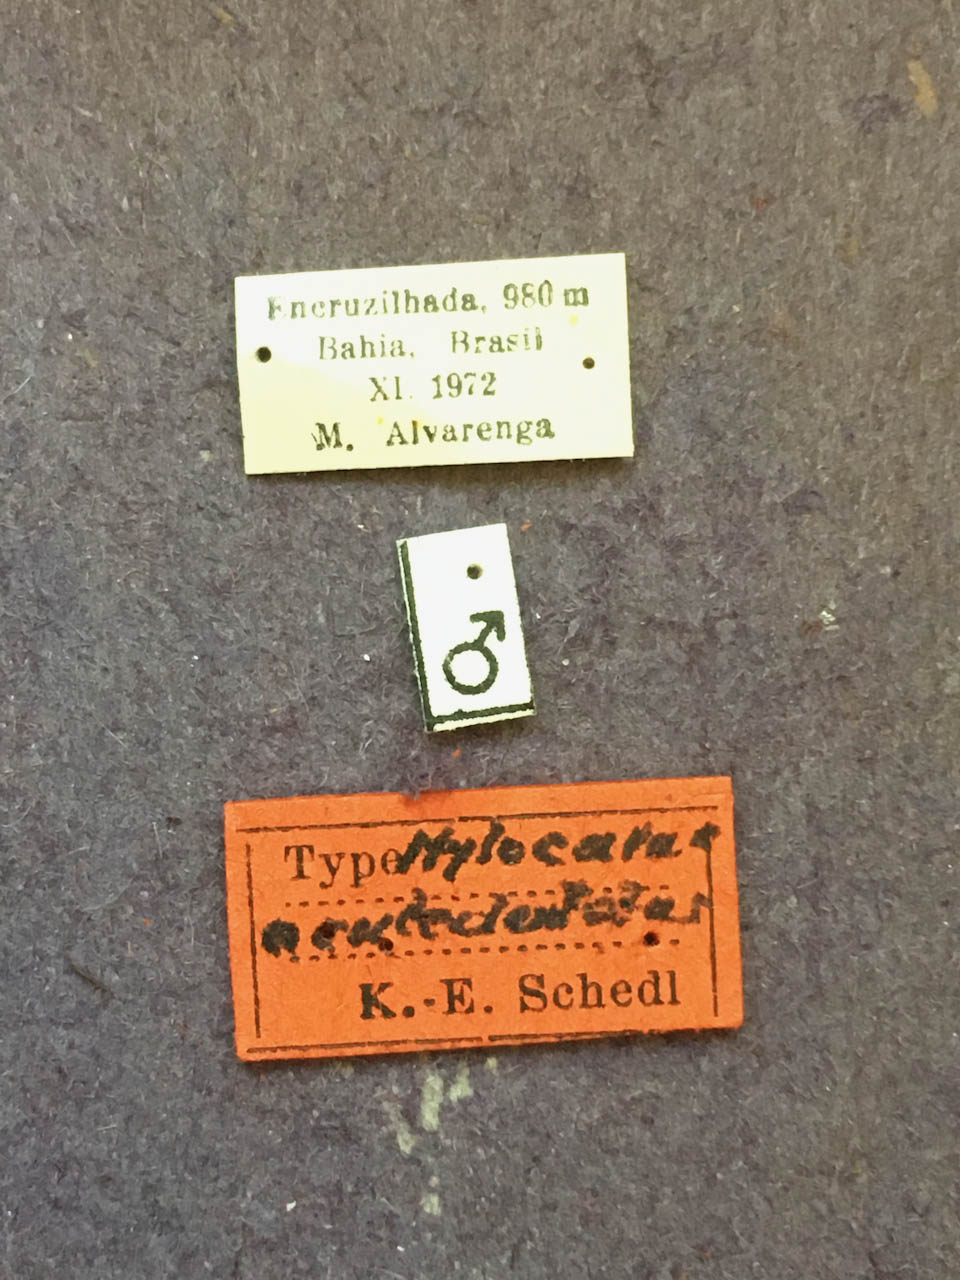 Encruzilhada, 980 m
Bahia, Brasil
XI. 1972
M. Alvarenga
♂
Type Hylocurus
acutedentatus
K.-E. Schedl